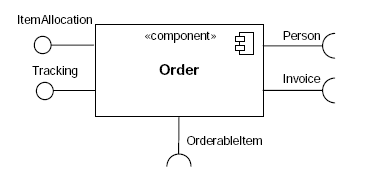 ItemAllocation
«component»
Person
Order
Tracking
Invoice
OrderableItem